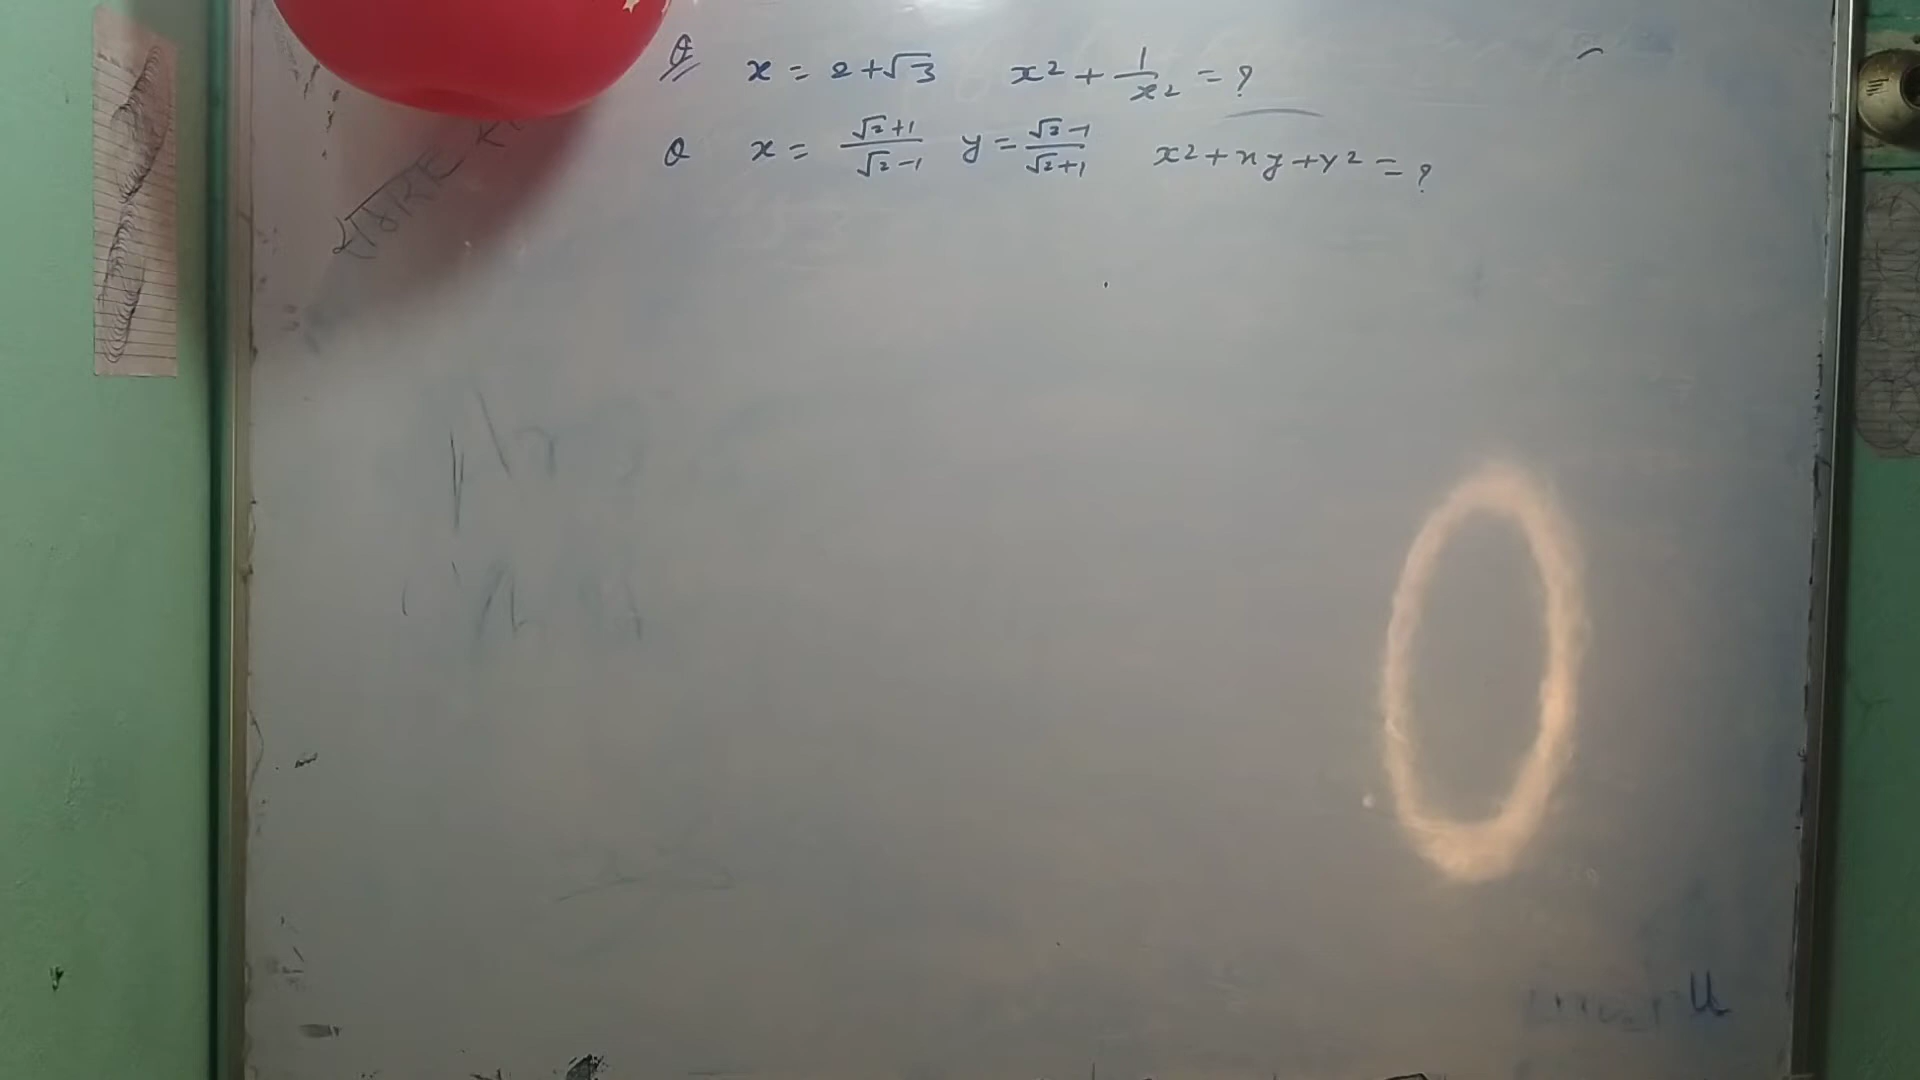 Q x = 2+√3 x² + 1/x² = ?
Q x = (√2+1)/(√2-1) y = (√2-1)/(√2+1) x²+xy+y² = ?